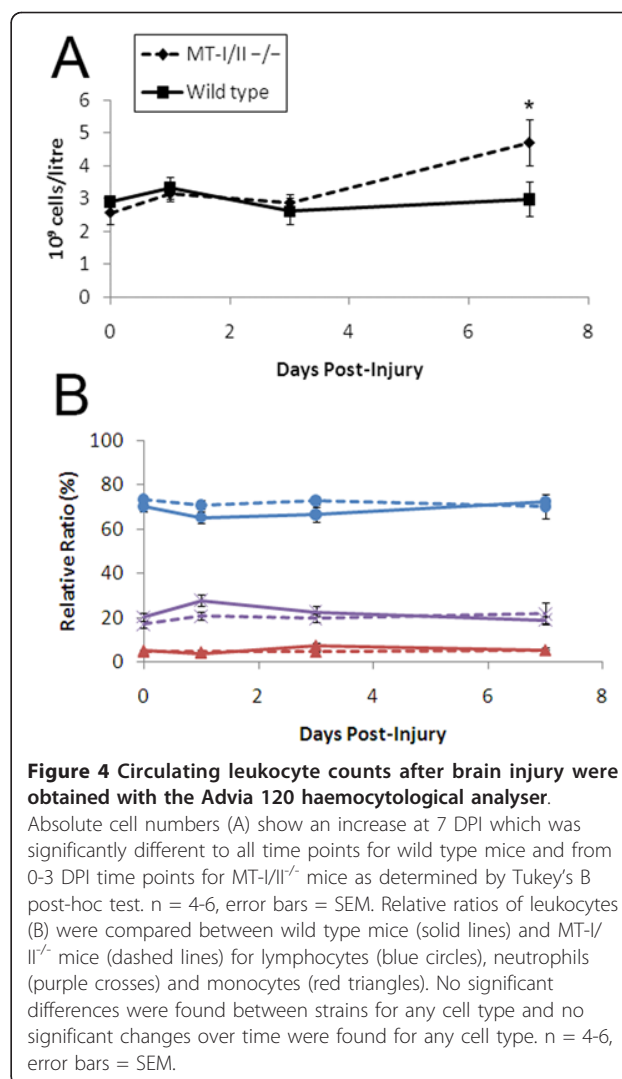 A
MT-I/II −/−
Wild type
10⁹ cells/litre
6
5
4
3
2
1
0
*
0 2 4 6 8
Days Post-Injury
B
Relative Ratio (%)
100
80
60
40
20
0
0 2 4 6 8
Days Post-Injury
Figure 4 Circulating leukocyte counts after brain injury were
obtained with the Advia 120 haemocytological analyser.
Absolute cell numbers (A) show an increase at 7 DPI which was
significantly different to all time points for wild type mice and from
0-3 DPI time points for MT-I/II⁻/⁻ mice as determined by Tukey's B
post-hoc test. n = 4-6, error bars = SEM. Relative ratios of leukocytes
(B) were compared between wild type mice (solid lines) and MT-I/
II⁻/⁻ mice (dashed lines) for lymphocytes (blue circles), neutrophils
(purple crosses) and monocytes (red triangles). No significant
differences were found between strains for any cell type and no
significant changes over time were found for any cell type. n = 4-6,
error bars = SEM.